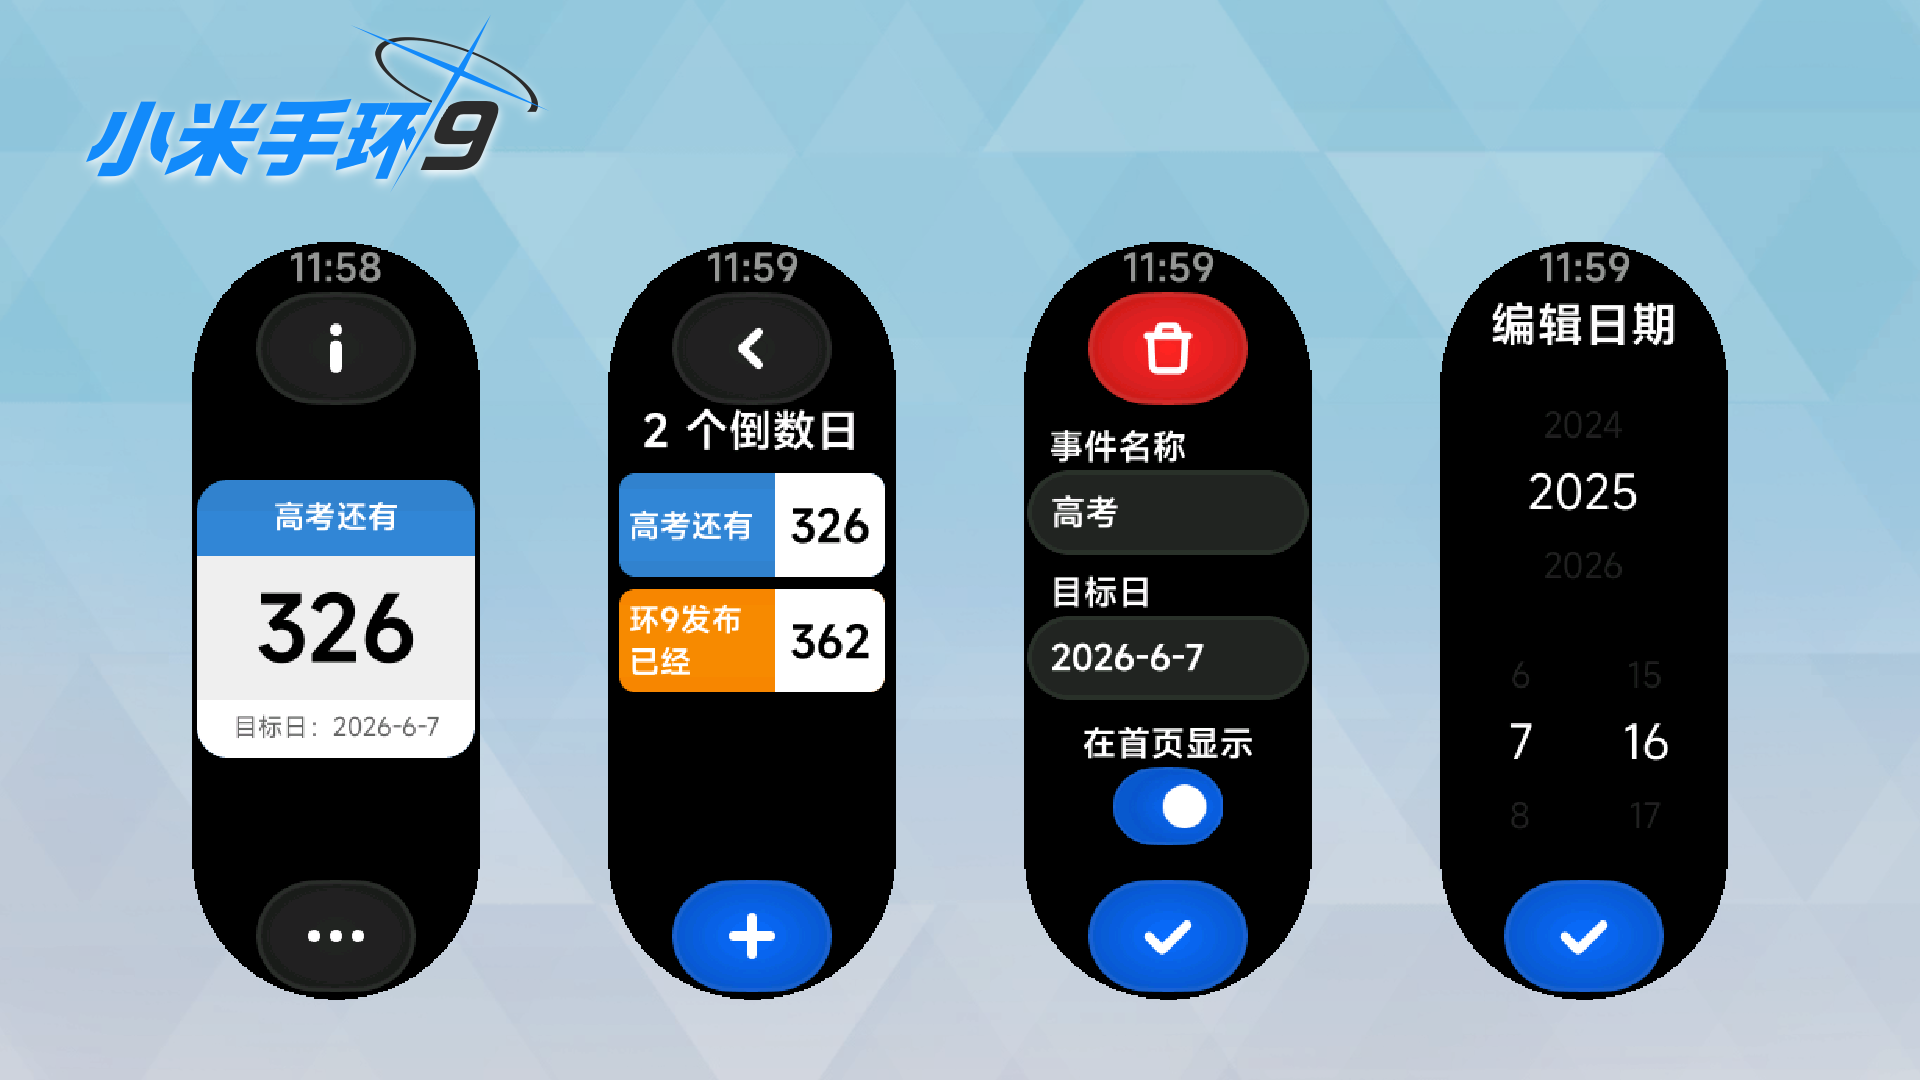 小米手环9
11:58
高考还有
326
目标日：2026-6-7
11:59
2 个倒数日
高考还有 326
环9发布
已经
362
11:59
事件名称
高考
目标日
2026-6-7
在首页显示
11:59
编辑日期
2024
2025
2026
6 15
7 16
8 17